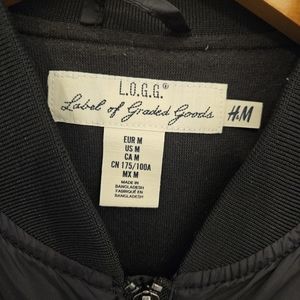 L.O.G.G.®
Label of Graded Goods
H&M
EUR M
US M
CA M
CN 175/100A
MX M
MADE IN
BANGLADESH
FABRIQUÉ EN
BANGLADESH